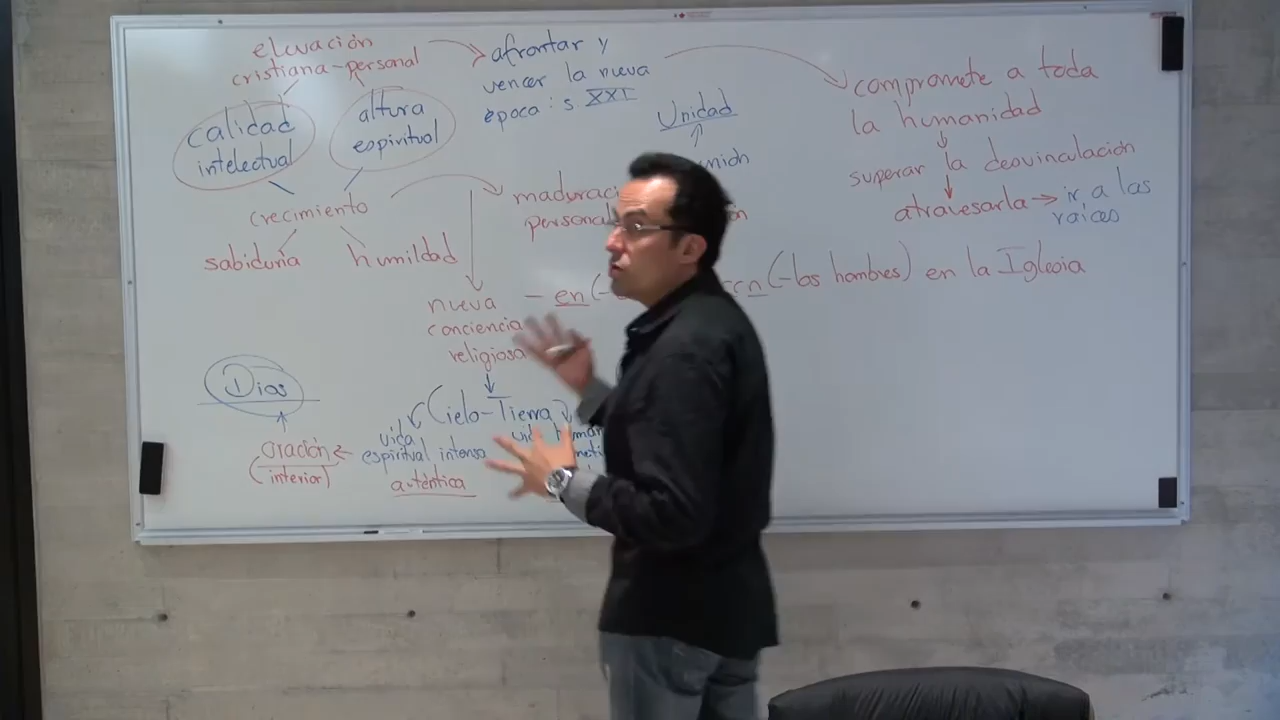 elevación
cristiana-personal
calidad
intelectual
altura
espiritual
crecimiento
sabiduría
humildad
afrontar y
vencer la nueva
época: s XXI
Unidad
compromete a toda
la humanidad
superar la desvinculación
atravesarla → ir a las
raíces
nueva
conciencia
religiosa
- en (-
(-los hombres) en la Iglesia
Cielo-Tierra
vida
espiritual intensa
auténtica
Dios
oración
(interior)